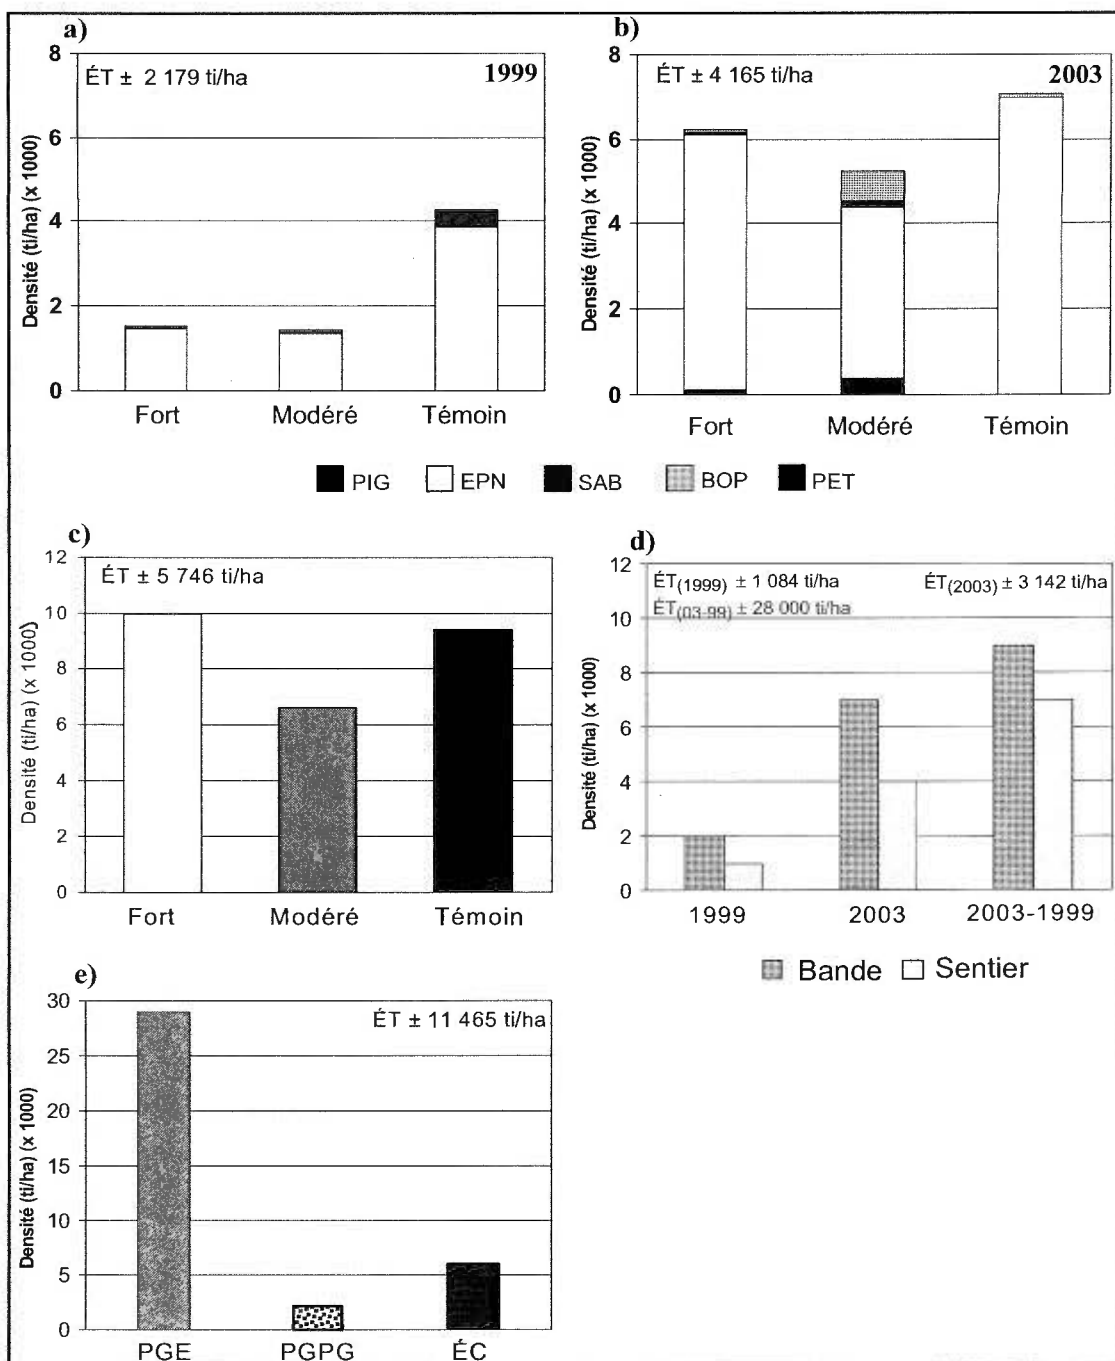 a)
ÉT ± 2 179 ti/ha
1999
Densité (ti/ha) (x 1000)
8
6
4
2
0
Fort Modéré Témoin
b)
ÉT ± 4 165 ti/ha
2003
Densité (ti/ha) (x 1000)
8
6
4
2
0
Fort Modéré Témoin
PIG EPN SAB BOP PET
c)
ÉT ± 5 746 ti/ha
Densité (ti/ha) (x 1000)
12
10
8
6
4
2
0
Fort Modéré Témoin
d)
ÉT(1999) ± 1 084 ti/ha
ÉT(2003) ± 3 142 ti/ha
ÉT(03-99) ± 28 000 ti/ha
Densité (ti/ha) (x 1000)
12
10
8
6
4
2
0
1999 2003 2003-1999
Bande Sentier
e)
ÉT ± 11 465 ti/ha
Densité (ti/ha) (x 1000)
30
25
20
15
10
5
0
PGE PGPG ÉC